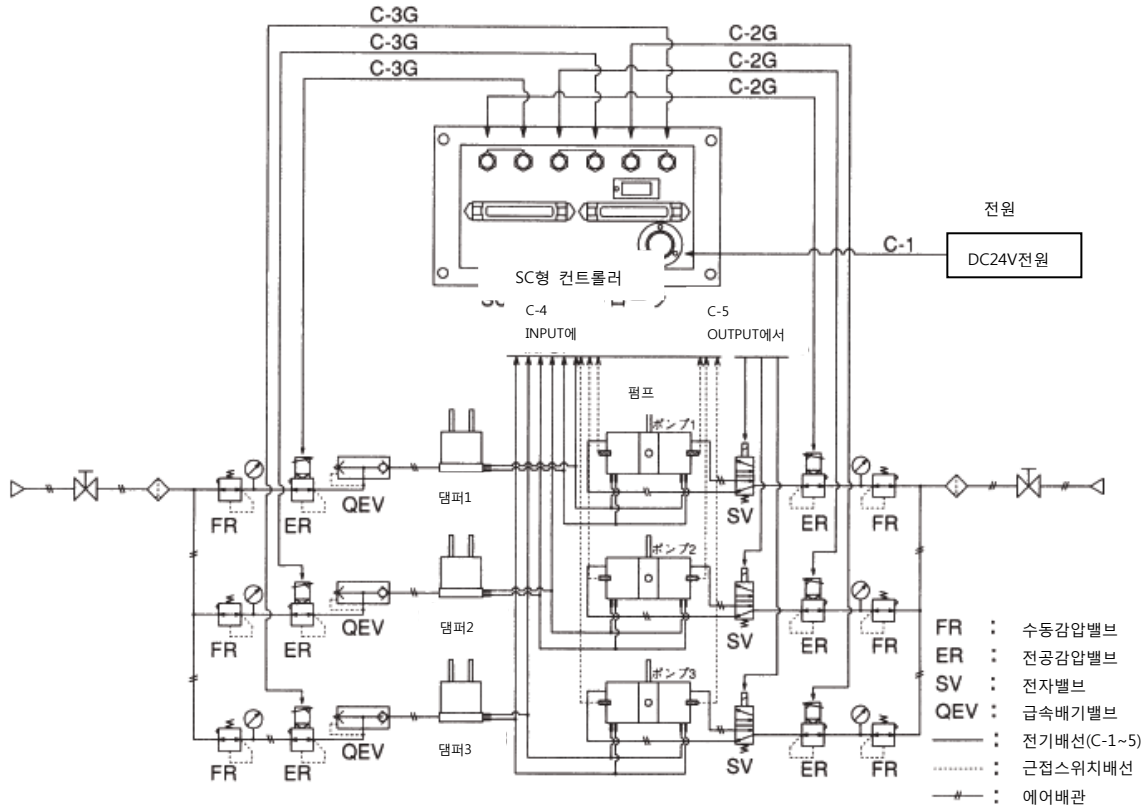 C-3G
C-3G
C-3G
C-2G
C-2G
C-2G
전원
DC24V전원
C-1
SC형 컨트롤러
C-4
INPUT에
C-5
OUTPUT에서
펌프
ポンプ1
댐퍼1
FR
ER
QEV
SV
ER
FR
ポンプ2
댐퍼2
FR
ER
QEV
SV
ER
FR
ポンプ3
댐퍼3
FR
ER
QEV
SV
ER
FR
FR : 수동감압밸브
ER : 전공감압밸브
SV : 전자밸브
QEV : 급속배기밸브
: 전기배선(C-1~5)
: 근접스위치배선
: 에어배관